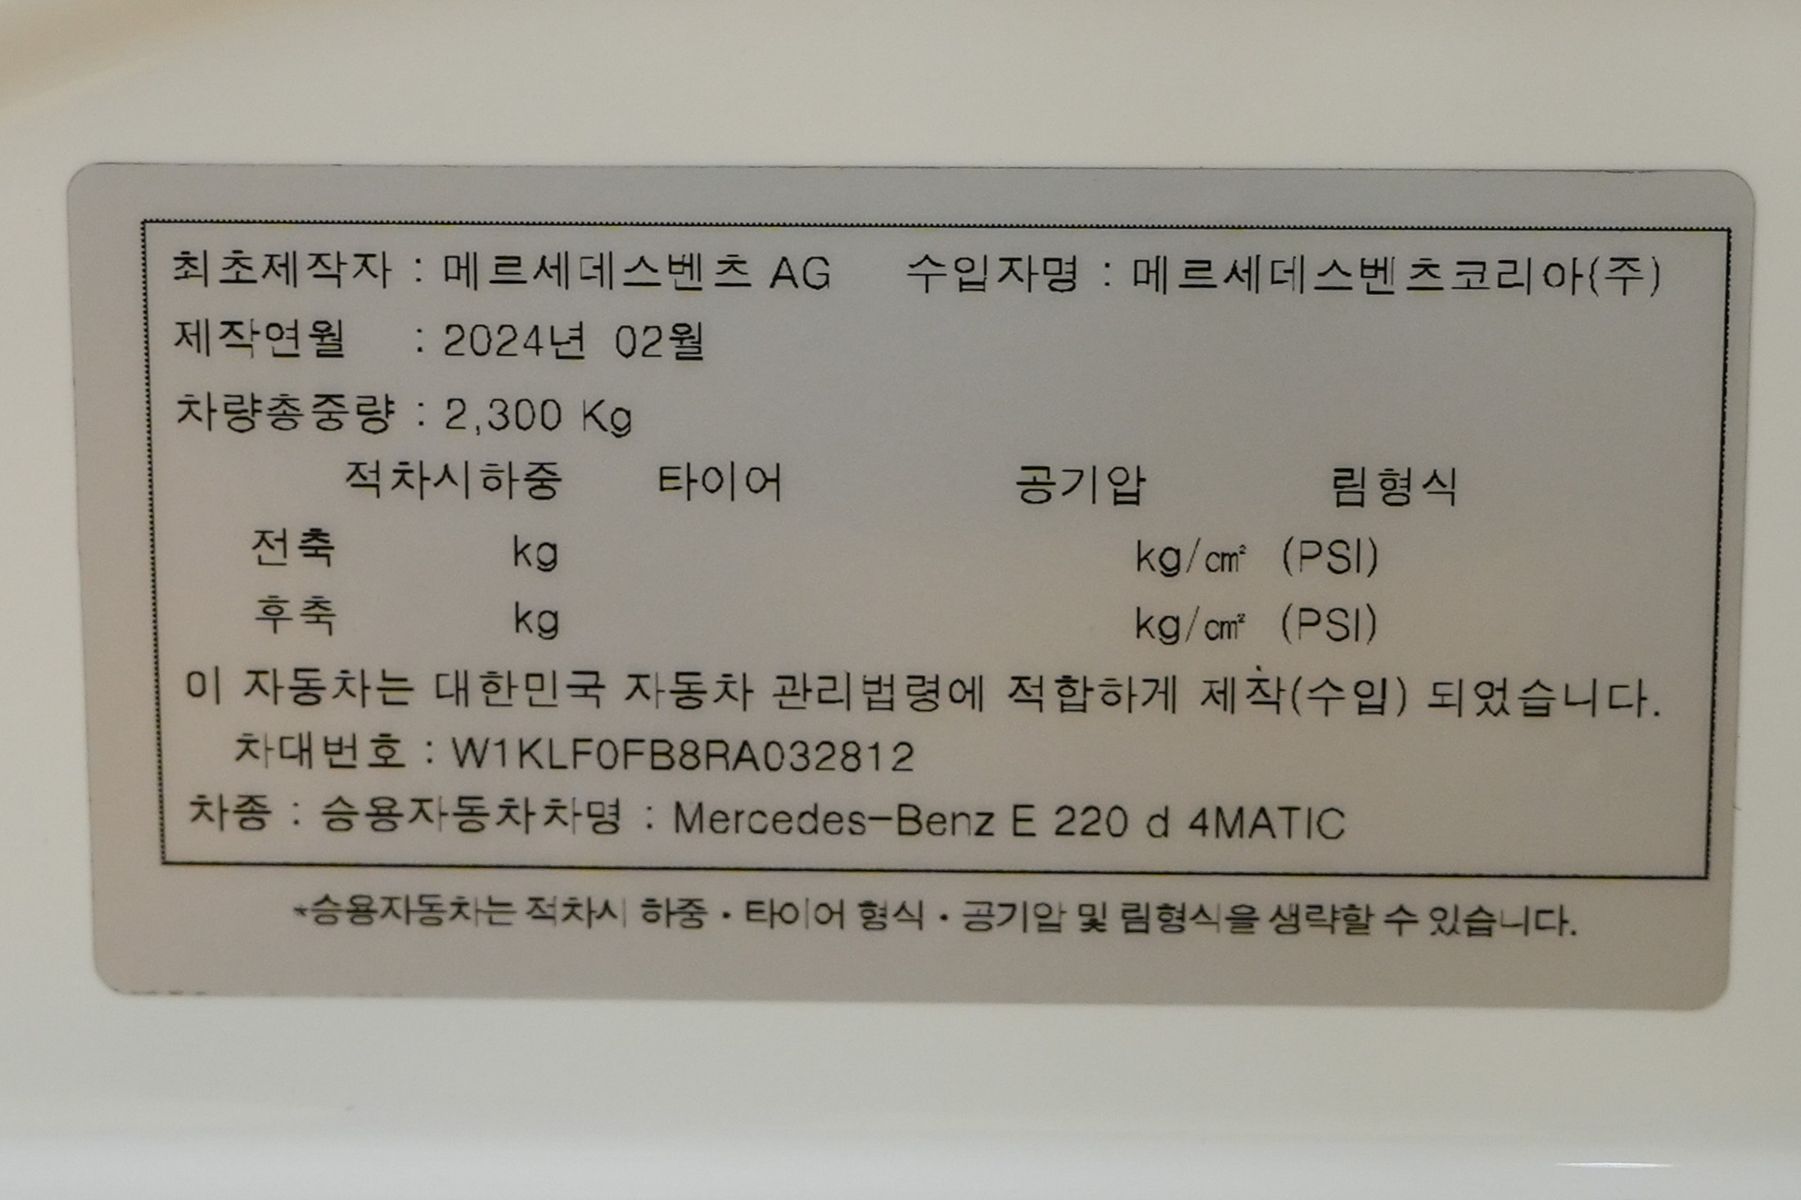 최초제작자 : 메르세데스벤츠 AG 수입자명 : 메르세데스벤츠코리아(주)
제작연월 : 2024년 02월
차량총중량 : 2,300 Kg
적차시하중 타이어 공기압 림형식
전축 kg kg/㎠ (PSI)
후축 kg kg/㎠ (PSI)
이 자동차는 대한민국 자동차 관리법령에 적합하게 제작(수입) 되었습니다.
차대번호 : W1KLF0FB8RA032812
차종 : 승용자동차차명 : Mercedes-Benz E 220 d 4MATIC
*승용자동차는 적차시 하중·타이어 형식·공기압 및 림형식을 생략할 수 있습니다.